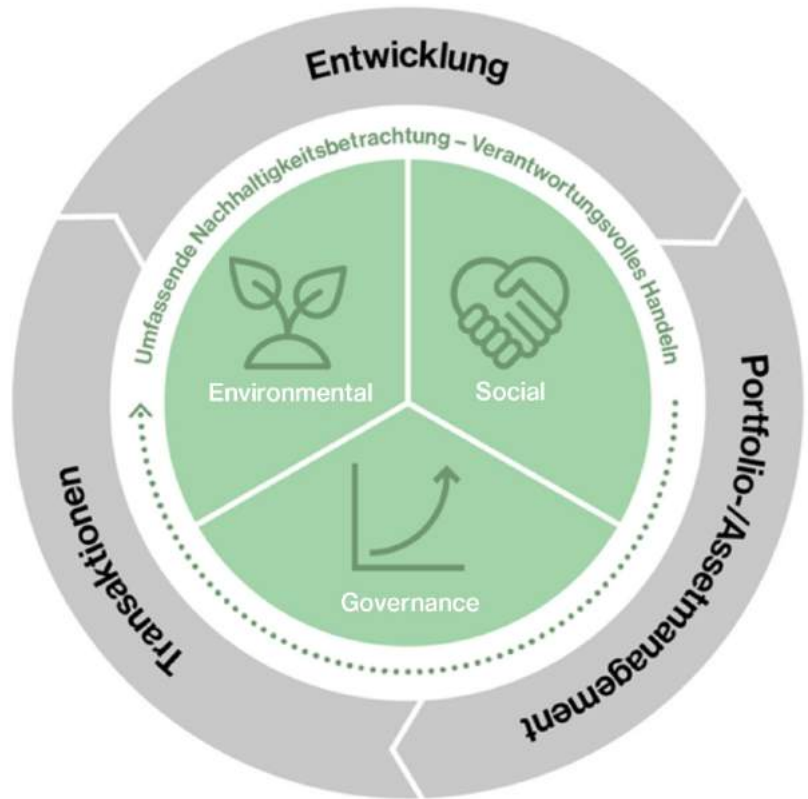 Entwicklung
Umfassende Nachhaltigkeitsbetrachtung – Verantwortungsvolles Handeln
Environmental
Social
Governance
Portfolio-/Assetmanagement
Transaktionen